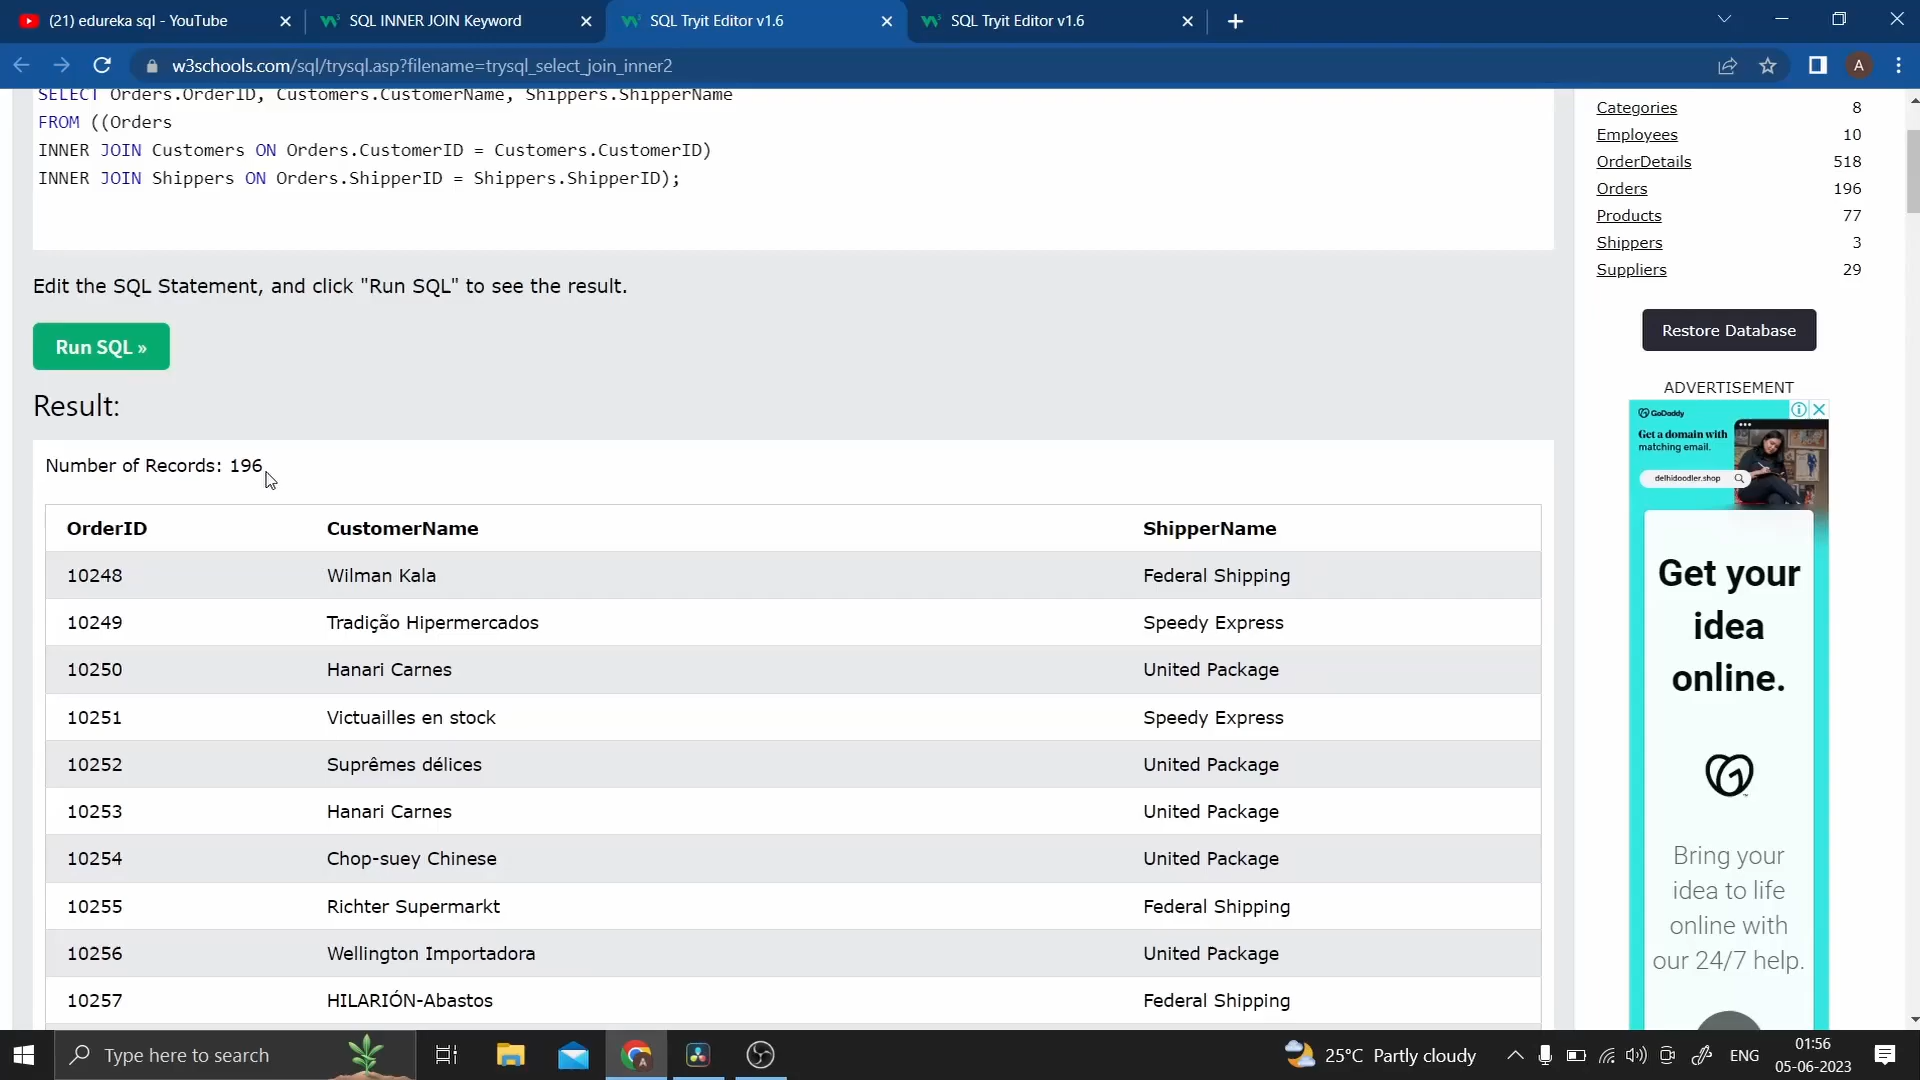 (21) edureka sql - YouTube
SQL INNER JOIN Keyword
SQL Tryit Editor v1.6
SQL Tryit Editor v1.6
w3schools.com/sql/trysql.asp?filename=trysql_select_join_inner2
A
SELECT Orders.OrderID, Customers.CustomerName, Shippers.ShipperName
FROM ((Orders
INNER JOIN Customers ON Orders.CustomerID = Customers.CustomerID)
INNER JOIN Shippers ON Orders.ShipperID = Shippers.ShipperID);
Edit the SQL Statement, and click "Run SQL" to see the result.
Run SQL »
Result:
Number of Records: 196
OrderID CustomerName ShipperName
10248 Wilman Kala Federal Shipping
10249 Tradição Hipermercados Speedy Express
10250 Hanari Carnes United Package
10251 Victuailles en stock Speedy Express
10252 Suprêmes délices United Package
10253 Hanari Carnes United Package
10254 Chop-suey Chinese United Package
10255 Richter Supermarkt Federal Shipping
10256 Wellington Importadora United Package
10257 HILARIÓN-Abastos Federal Shipping
Categories 8
Employees 10
OrderDetails 518
Orders 196
Products 77
Shippers 3
Suppliers 29
Restore Database
ADVERTISEMENT
GoDaddy
Get a domain with
matching email.
delhidoodler.shop
Get your
idea
online.
Bring your
idea to life
online with
our 24/7 help.
Type here to search
25°C Partly cloudy
ENG
01:56
05-06-2023